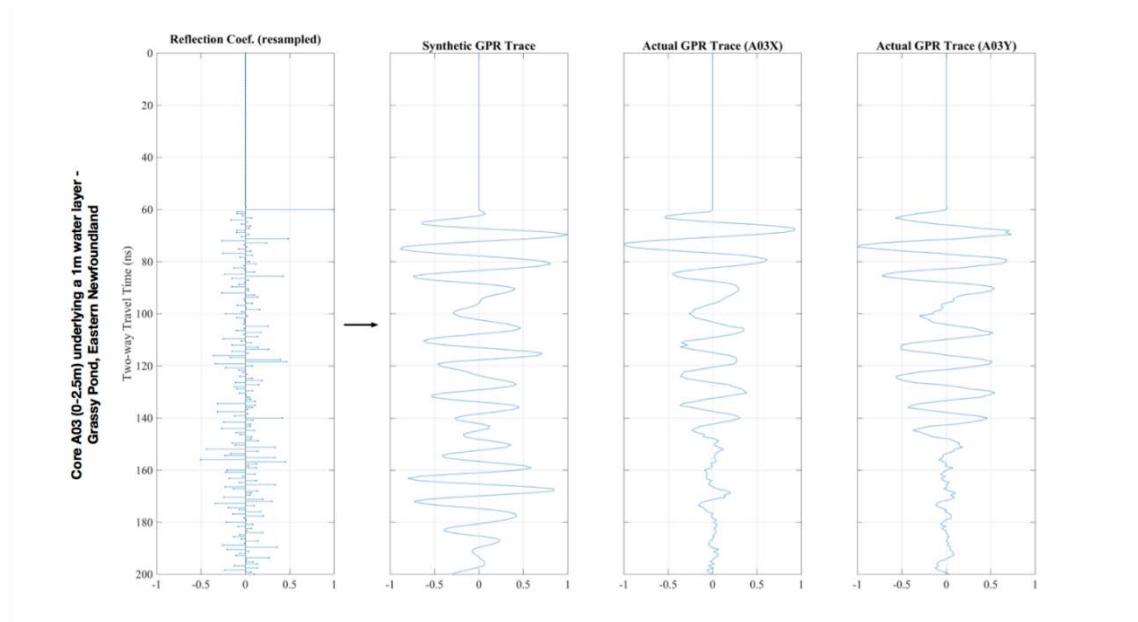 Core A03 (0-2.5m) underlying a 1m water layer -
Grassy Pond, Eastern Newfoundland
Two-way Travel Time (ns)
Reflection Coef. (resampled)
0
20
40
60
80
100
120
140
160
180
200
-1 -0.5 0 0.5 1
Synthetic GPR Trace
-1 -0.5 0 0.5 1
Actual GPR Trace (A03X)
-1 -0.5 0 0.5 1
Actual GPR Trace (A03Y)
-1 -0.5 0 0.5 1